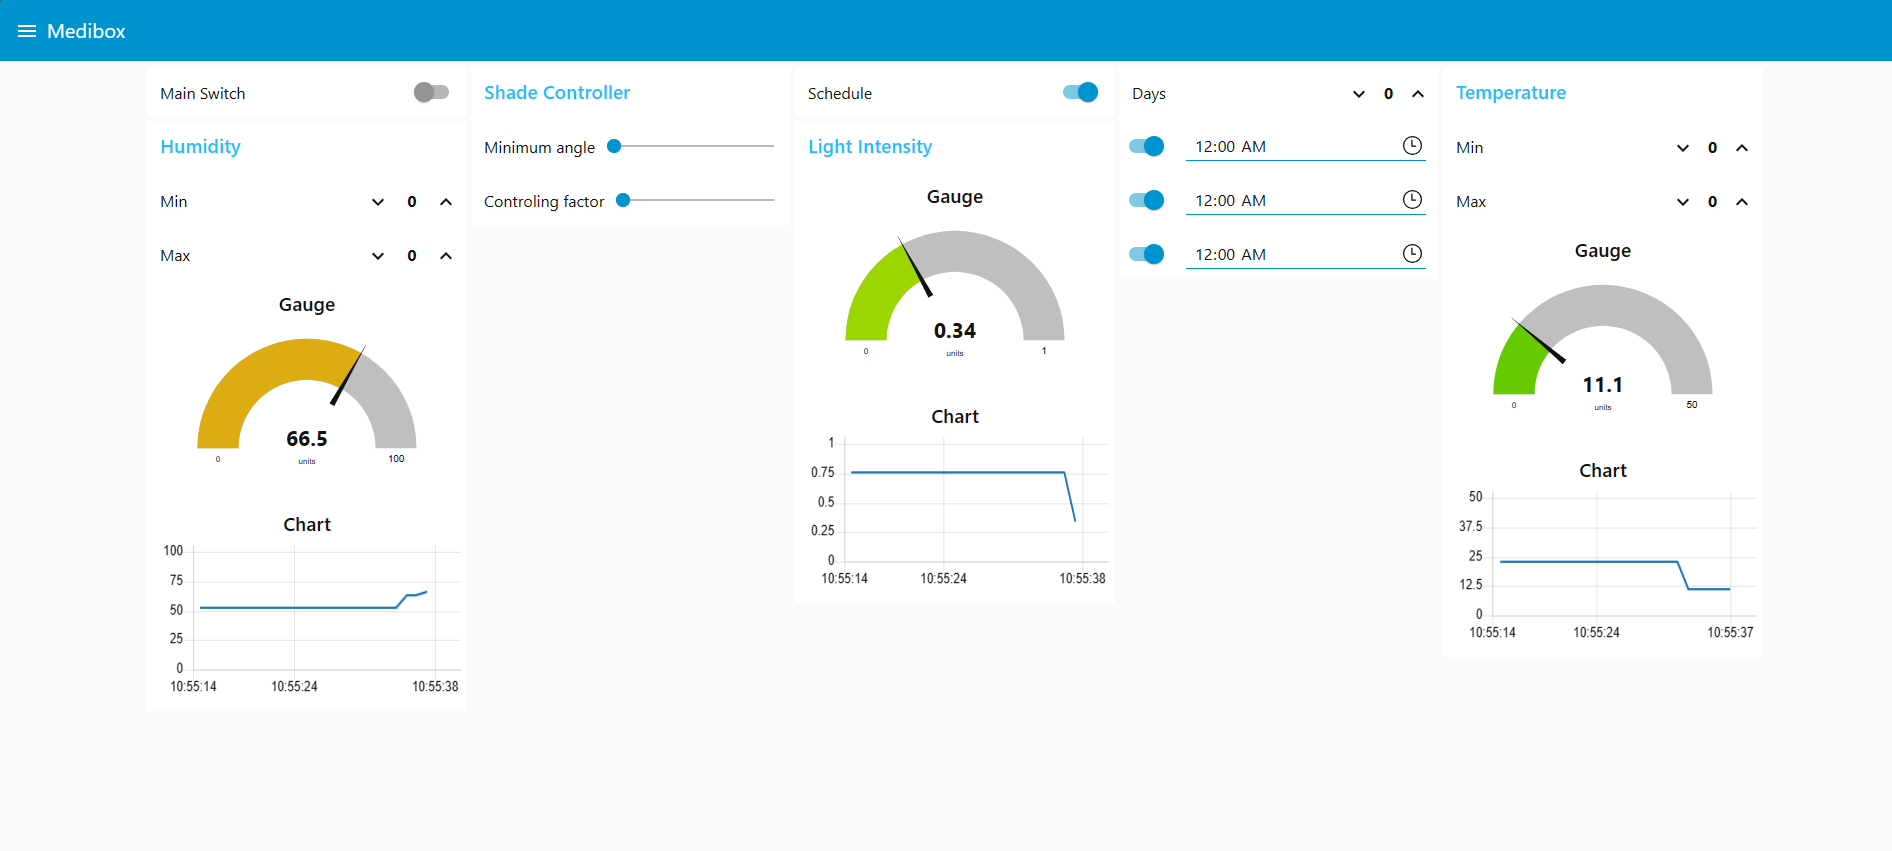 Medibox
Main Switch
Humidity
Min 0
Max 0
Gauge
66.5
units
0 100
Chart
100
75
50
25
0
10:55:14 10:55:24 10:55:38
Shade Controller
Minimum angle
Controling factor
Schedule
Light Intensity
Gauge
0.34
units
0 1
Chart
1
0.75
0.5
0.25
0
10:55:14 10:55:24 10:55:38
Days 0
12:00 AM
12:00 AM
12:00 AM
Temperature
Min 0
Max 0
Gauge
11.1
units
0 50
Chart
50
37.5
25
12.5
0
10:55:14 10:55:24 10:55:37